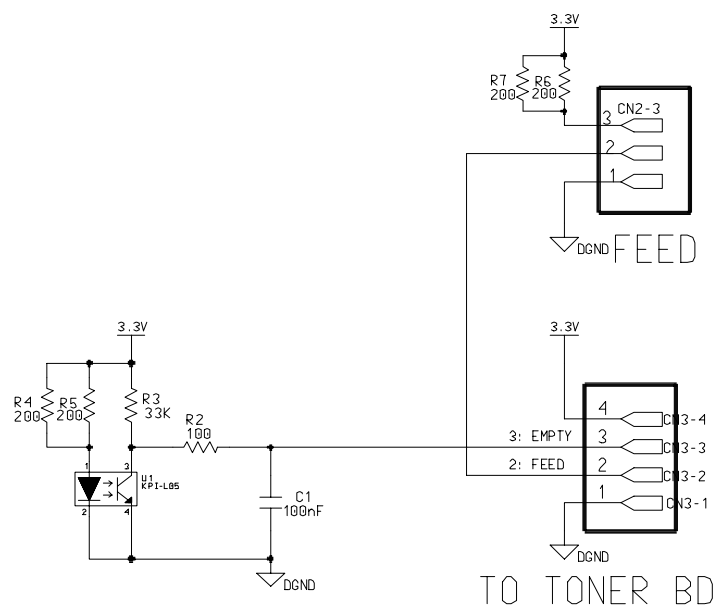 3.3V
R7
200
R6
200
CN2-3
3
2
1
DGND
FEED
3.3V
3.3V
R4
200
R5
200
R3
33K
R2
100
4
CN3-4
3: EMPTY
3
CN3-3
2: FEED
2
CN3-2
1
CN3-1
1
3
U1
KPI-L05
2
4
C1
100nF
DGND
DGND
TO TONER BD